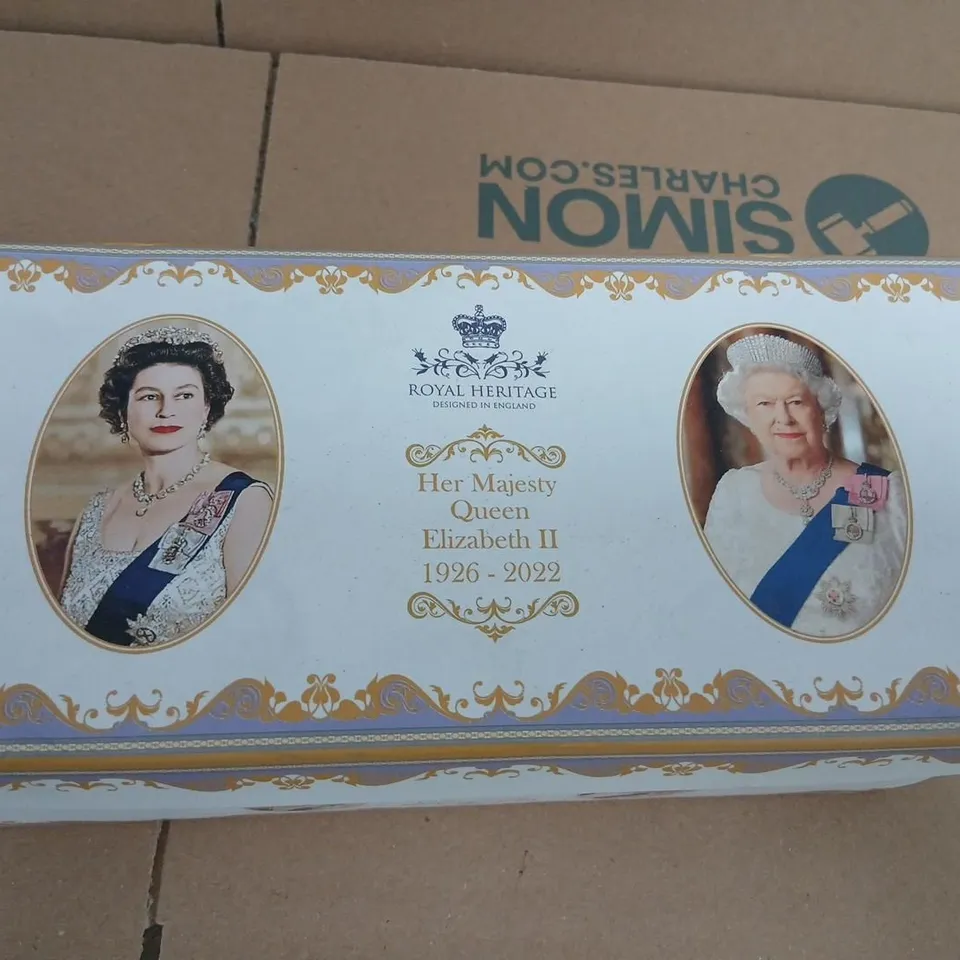 SIMON
CHARLES.COM
ROYAL HERITAGE
DESIGNED IN ENGLAND
Her Majesty
Queen
Elizabeth II
1926 - 2022